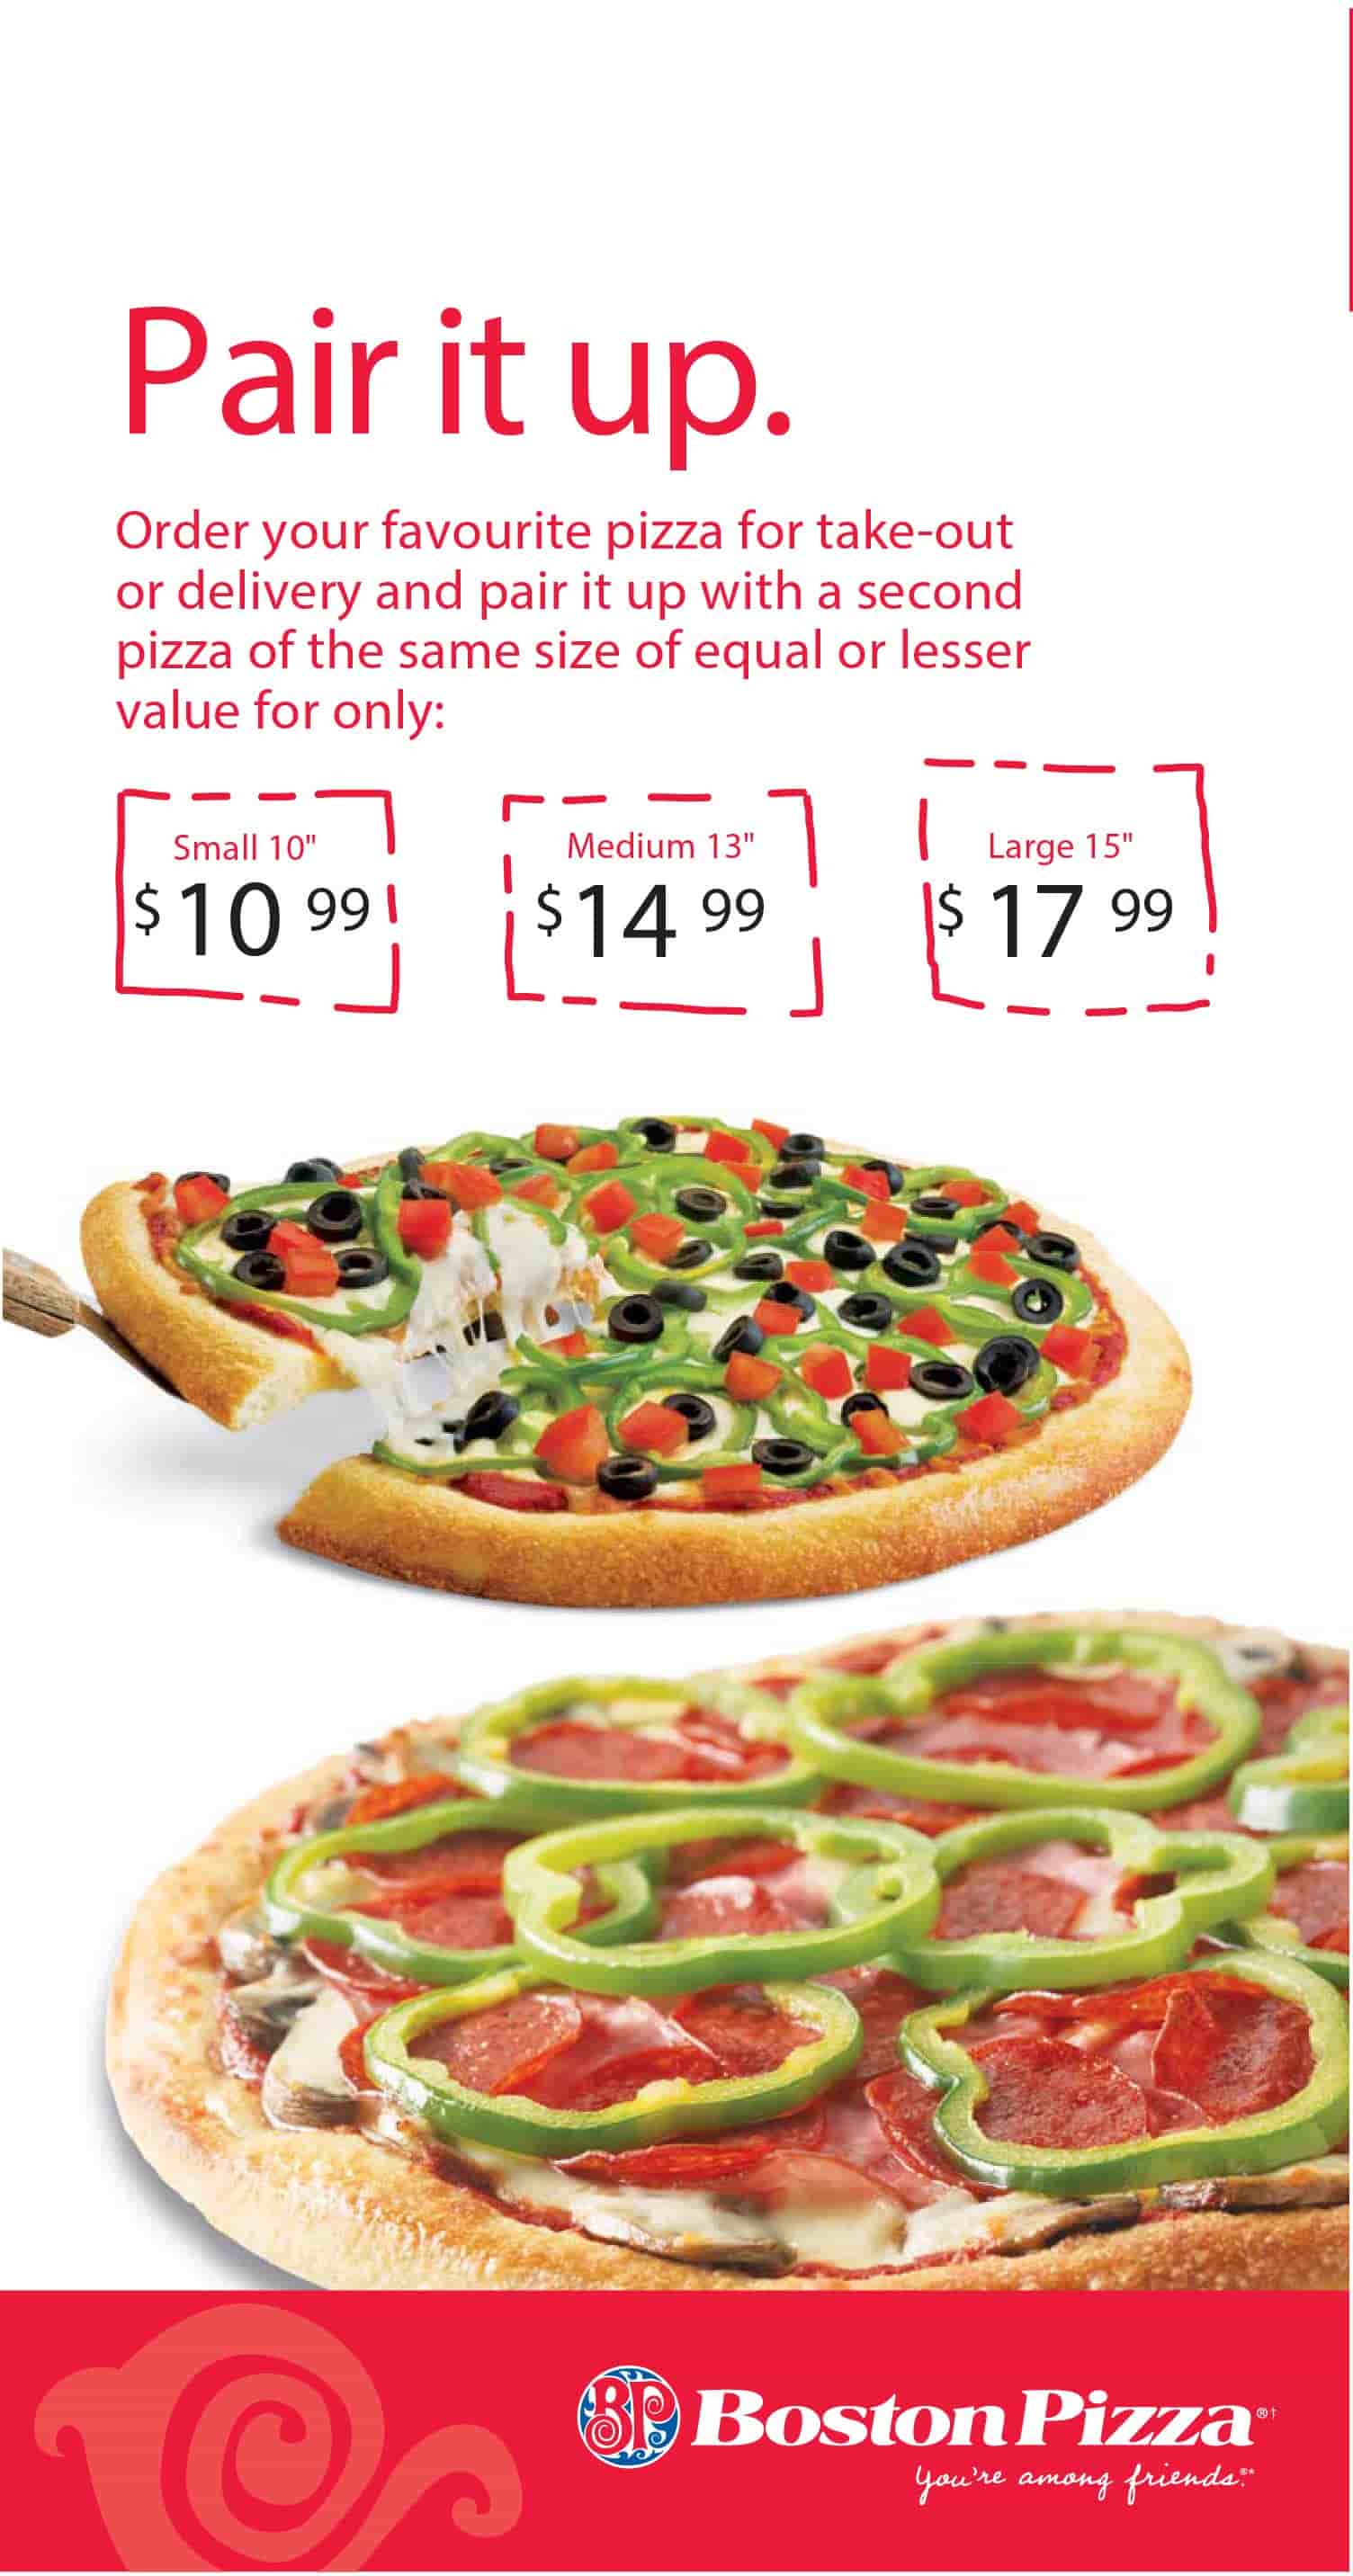 Pair it up.
Order your favourite pizza for take-out
or delivery and pair it up with a second
pizza of the same size of equal or lesser
value for only:
Small 10"
$10 99
Medium 13"
$14 99
Large 15"
$ 17 99
BP Boston Pizza®†
You're among friends.®*